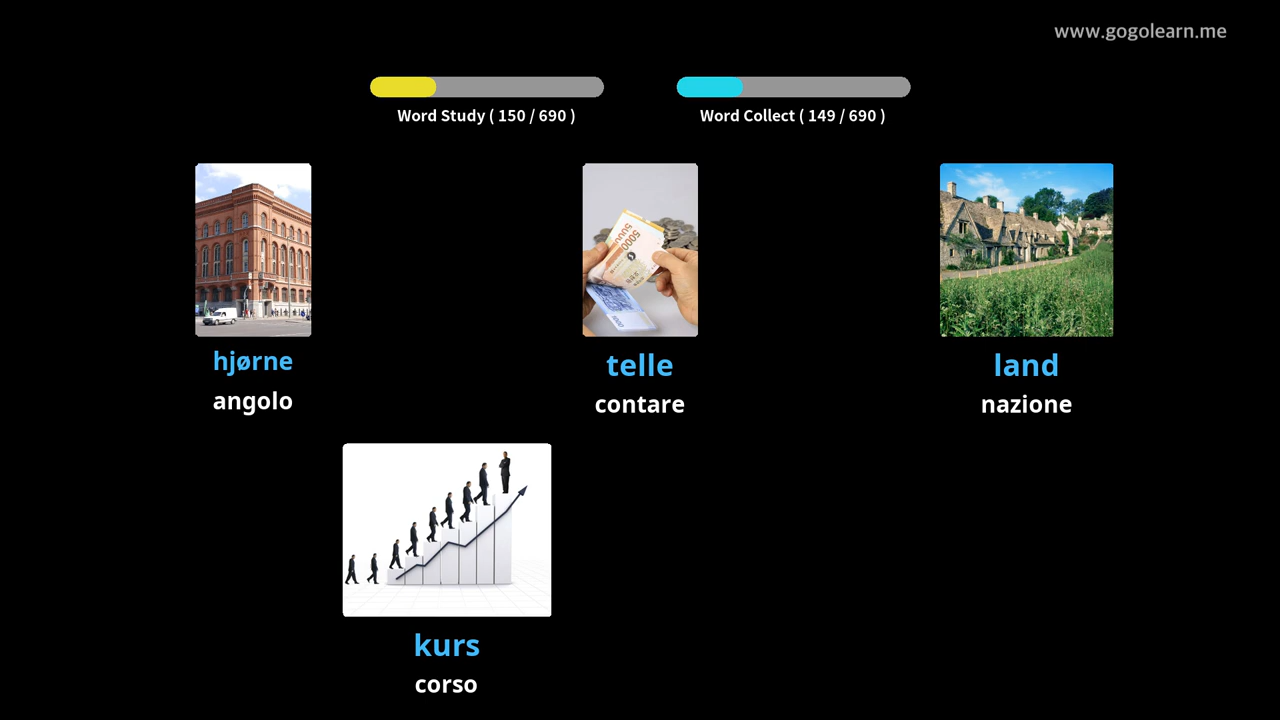 www.gogolearn.me
Word Study ( 150 / 690 )
Word Collect ( 149 / 690 )
5000
hjørne
telle
land
angolo
contare
nazione
kurs
corso